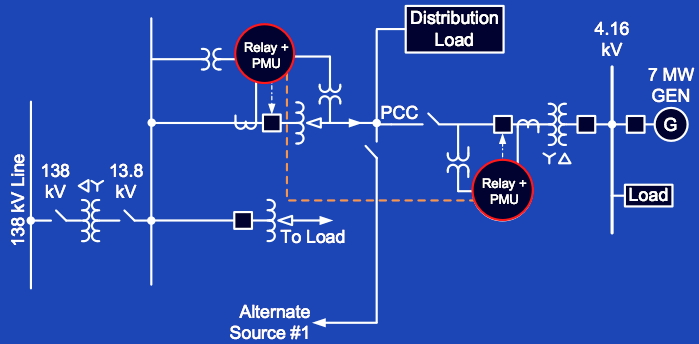 Distribution
Load
4.16
kV
Relay +
PMU
7 MW
GEN
PCC
G
138 kV Line
138
kV
13.8
kV
Relay +
PMU
Load
To Load
Alternate
Source #1